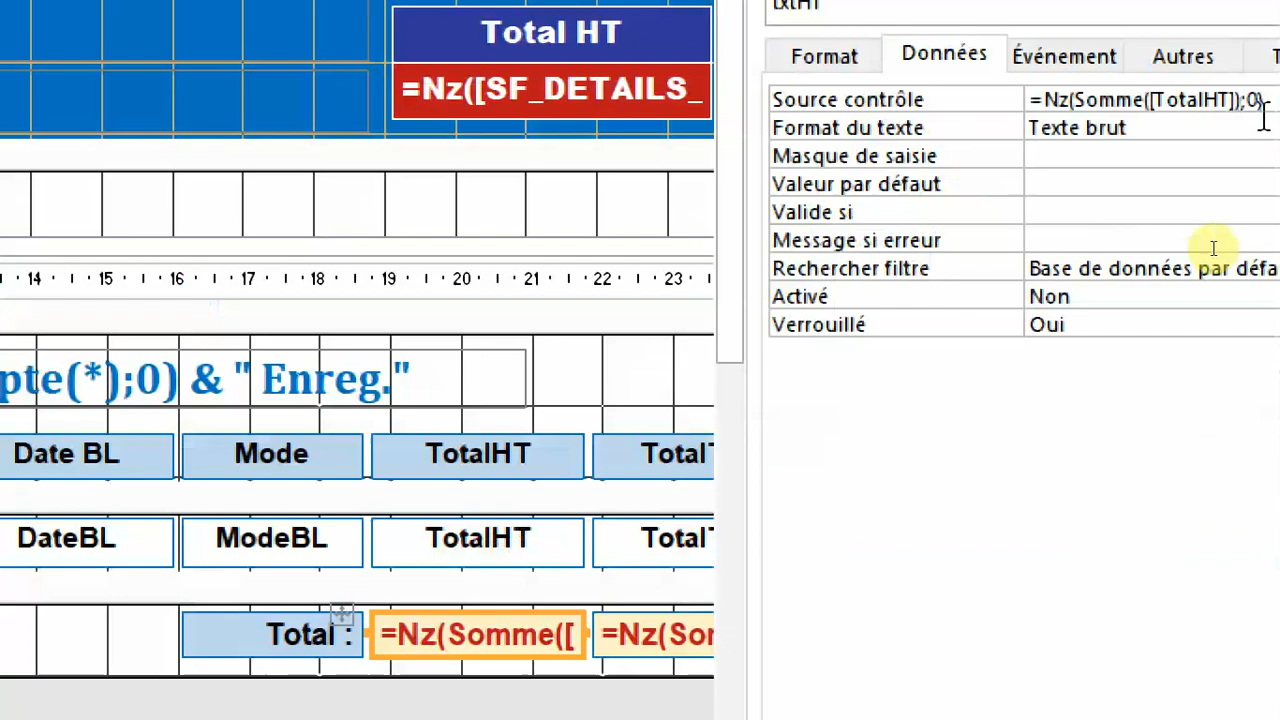 Total HT
=Nz([SF_DETAILS_
14 15 16 17 18 19 20 21 22 23
pte(*);0) & " Enreg."
Date BL Mode TotalHT TotalT
DateBL ModeBL TotalHT TotalT
Total : =Nz(Somme([ =Nz(Som
txtHT
Format Données Événement Autres T
Source contrôle =Nz(Somme([TotalHT]);0)
Format du texte Texte brut
Masque de saisie
Valeur par défaut
Valide si
Message si erreur
Rechercher filtre Base de données par défa
Activé Non
Verrouillé Oui